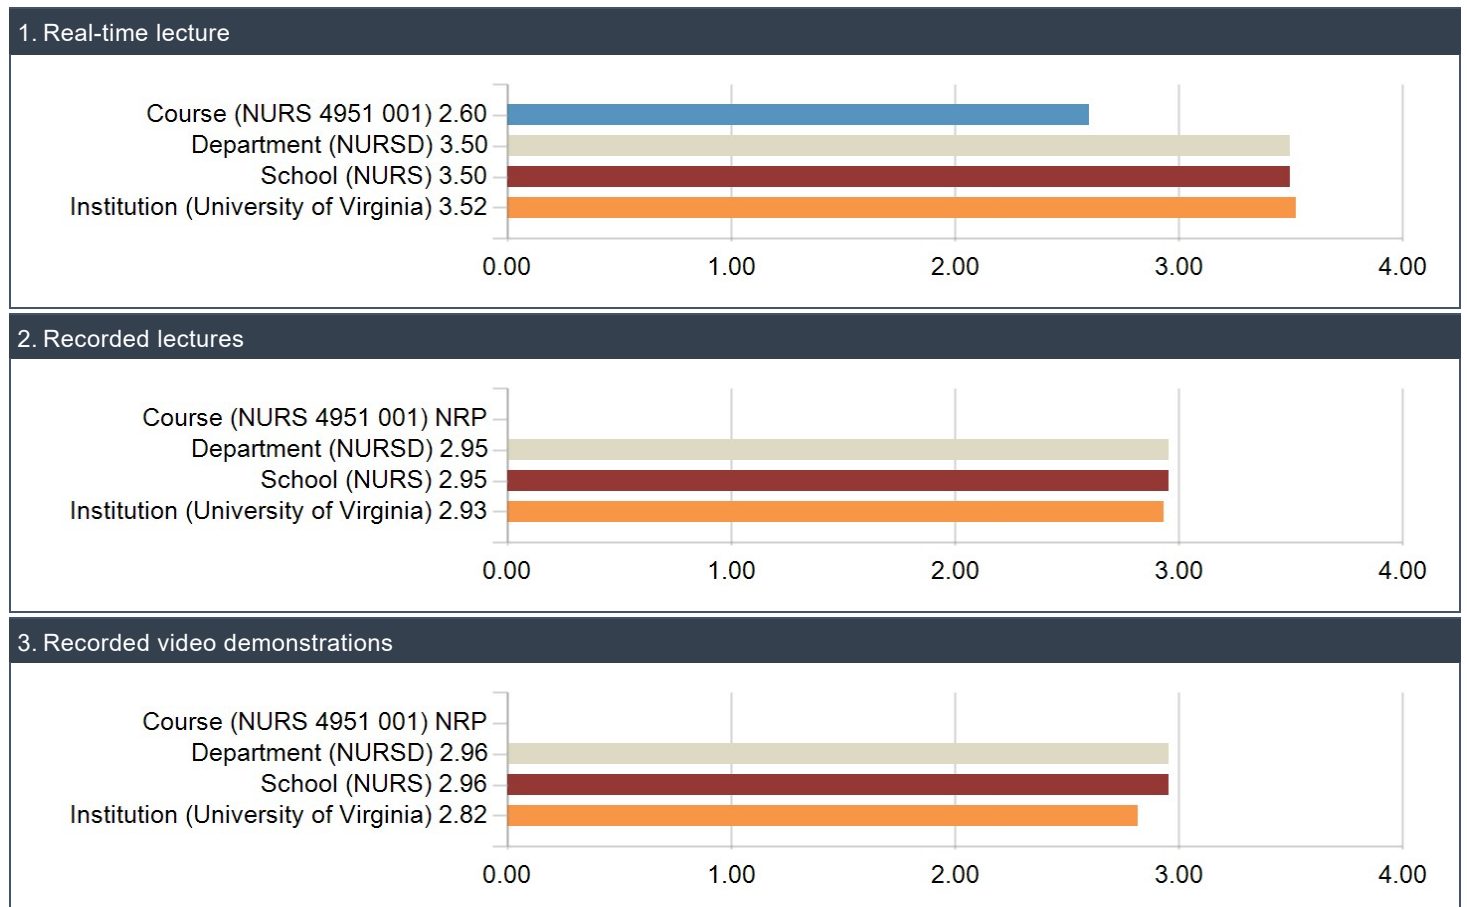 1. Real-time lecture
Course (NURS 4951 001) 2.60
Department (NURSD) 3.50
School (NURS) 3.50
Institution (University of Virginia) 3.52
0.00 1.00 2.00 3.00 4.00
2. Recorded lectures
Course (NURS 4951 001) NRP
Department (NURSD) 2.95
School (NURS) 2.95
Institution (University of Virginia) 2.93
0.00 1.00 2.00 3.00 4.00
3. Recorded video demonstrations
Course (NURS 4951 001) NRP
Department (NURSD) 2.96
School (NURS) 2.96
Institution (University of Virginia) 2.82
0.00 1.00 2.00 3.00 4.00